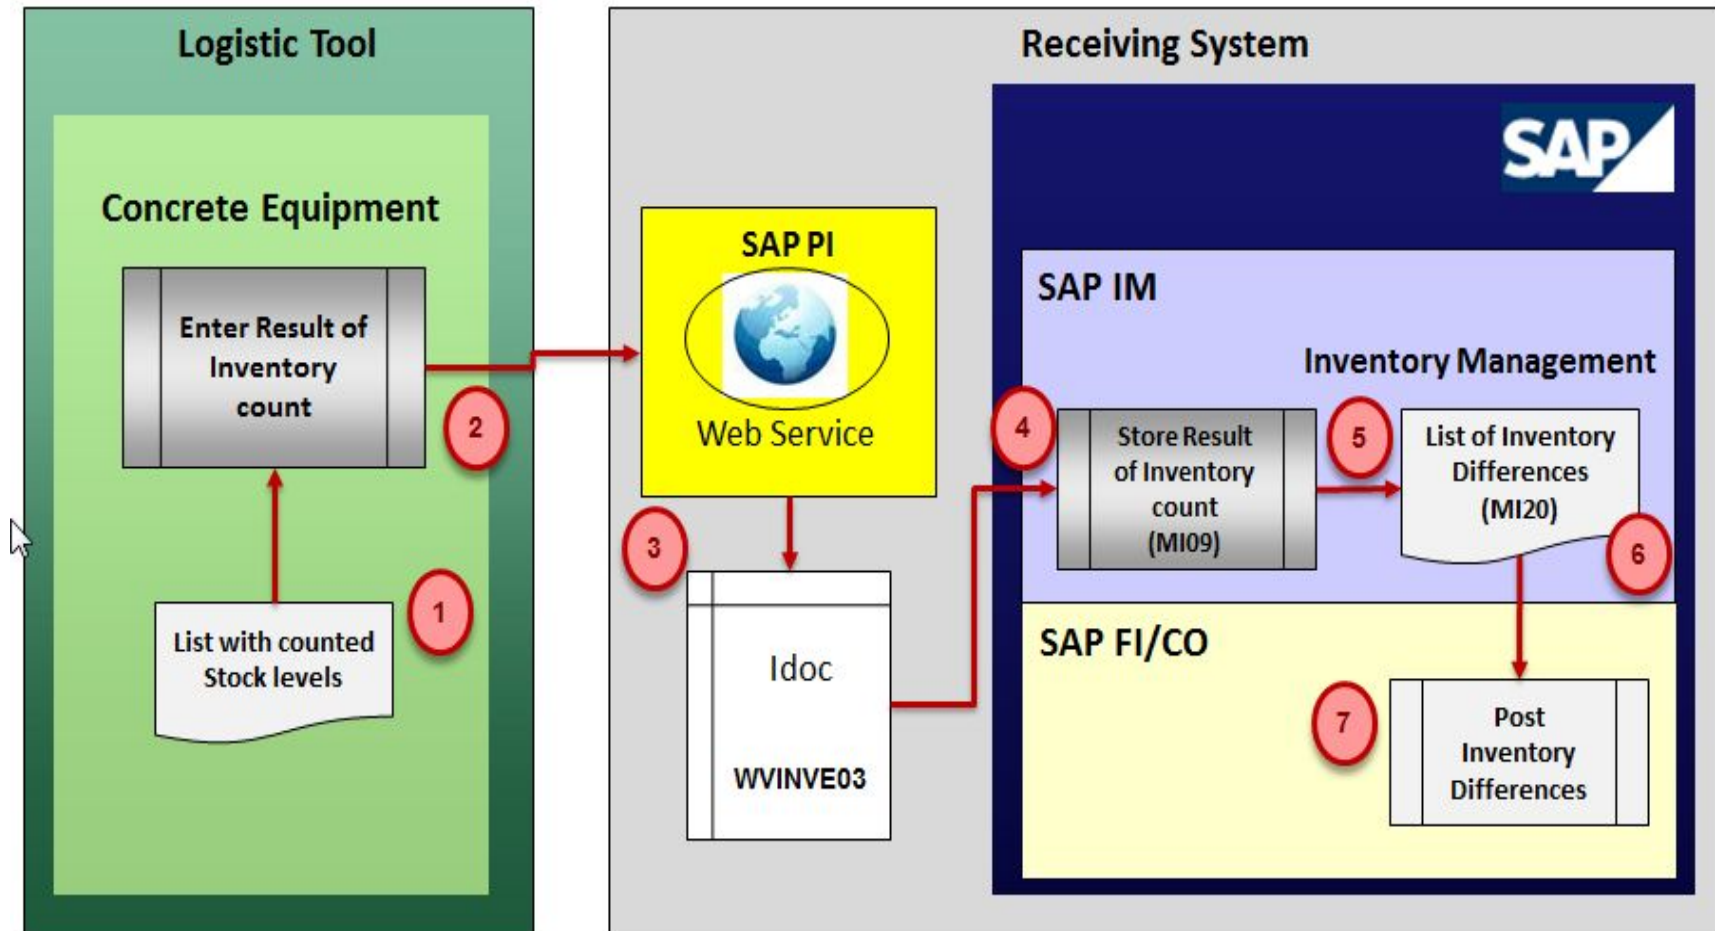 Logistic Tool
Concrete Equipment
Enter Result of
Inventory
count
2
1
List with counted
Stock levels
Receiving System
SAP PI
Web Service
3
Idoc
WVINVE03
SAP
SAP IM
Inventory Management
4
Store Result
of Inventory
count
(MI09)
5
List of Inventory
Differences
(MI20)
6
SAP FI/CO
7
Post
Inventory
Differences